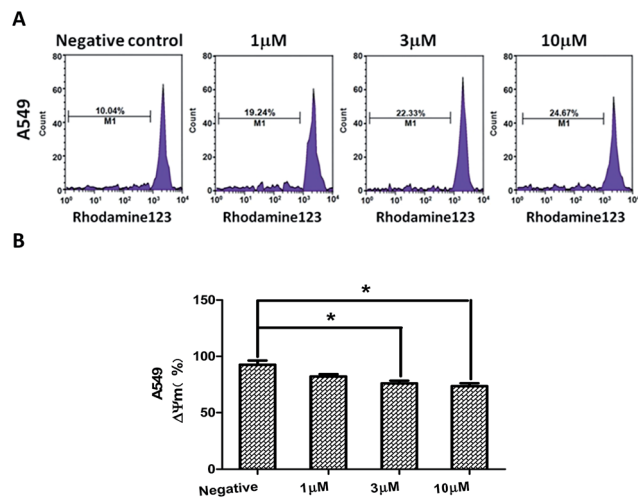 A
Negative control 1μM 3μM 10μM
A549
Count
80
60
40
20
0
10.04%
M1
10⁰ 10¹ 10² 10³ 10⁴
Rhodamine123
Count
80
60
40
20
0
19.24%
M1
10⁰ 10¹ 10² 10³ 10⁴
Rhodamine123
Count
80
60
40
20
0
22.33%
M1
10⁰ 10¹ 10² 10³ 10⁴
Rhodamine123
Count
80
60
40
20
0
24.67%
M1
10⁰ 10¹ 10² 10³ 10⁴
Rhodamine123
B
A549
ΔΨm( %)
150
100
50
0
*
*
Negative 1μM 3μM 10μM